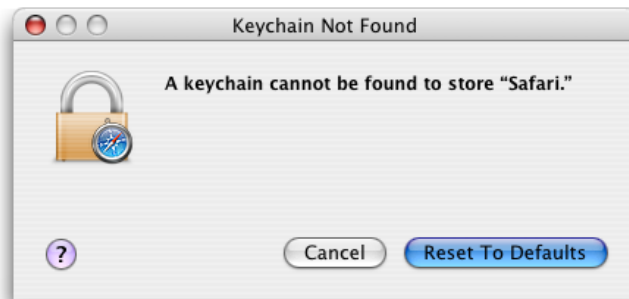 Keychain Not Found
A keychain cannot be found to store “Safari.”
?
Cancel
Reset To Defaults